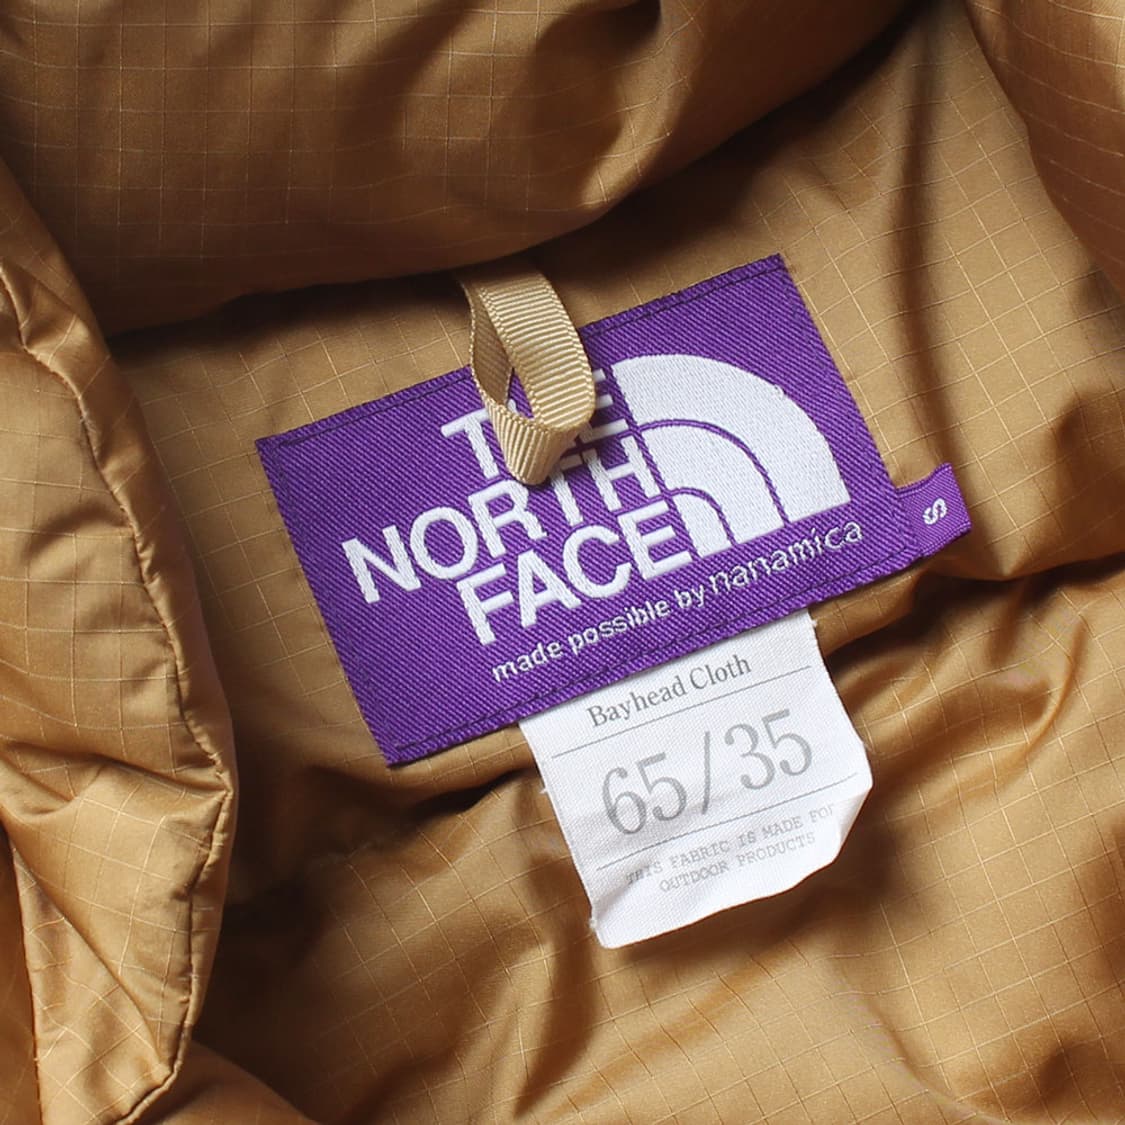 THE
NORTH
FACE
made possible by nanamica
S
Bayhead Cloth
65/35
THIS FABRIC IS MADE FOR
OUTDOOR PRODUCTS